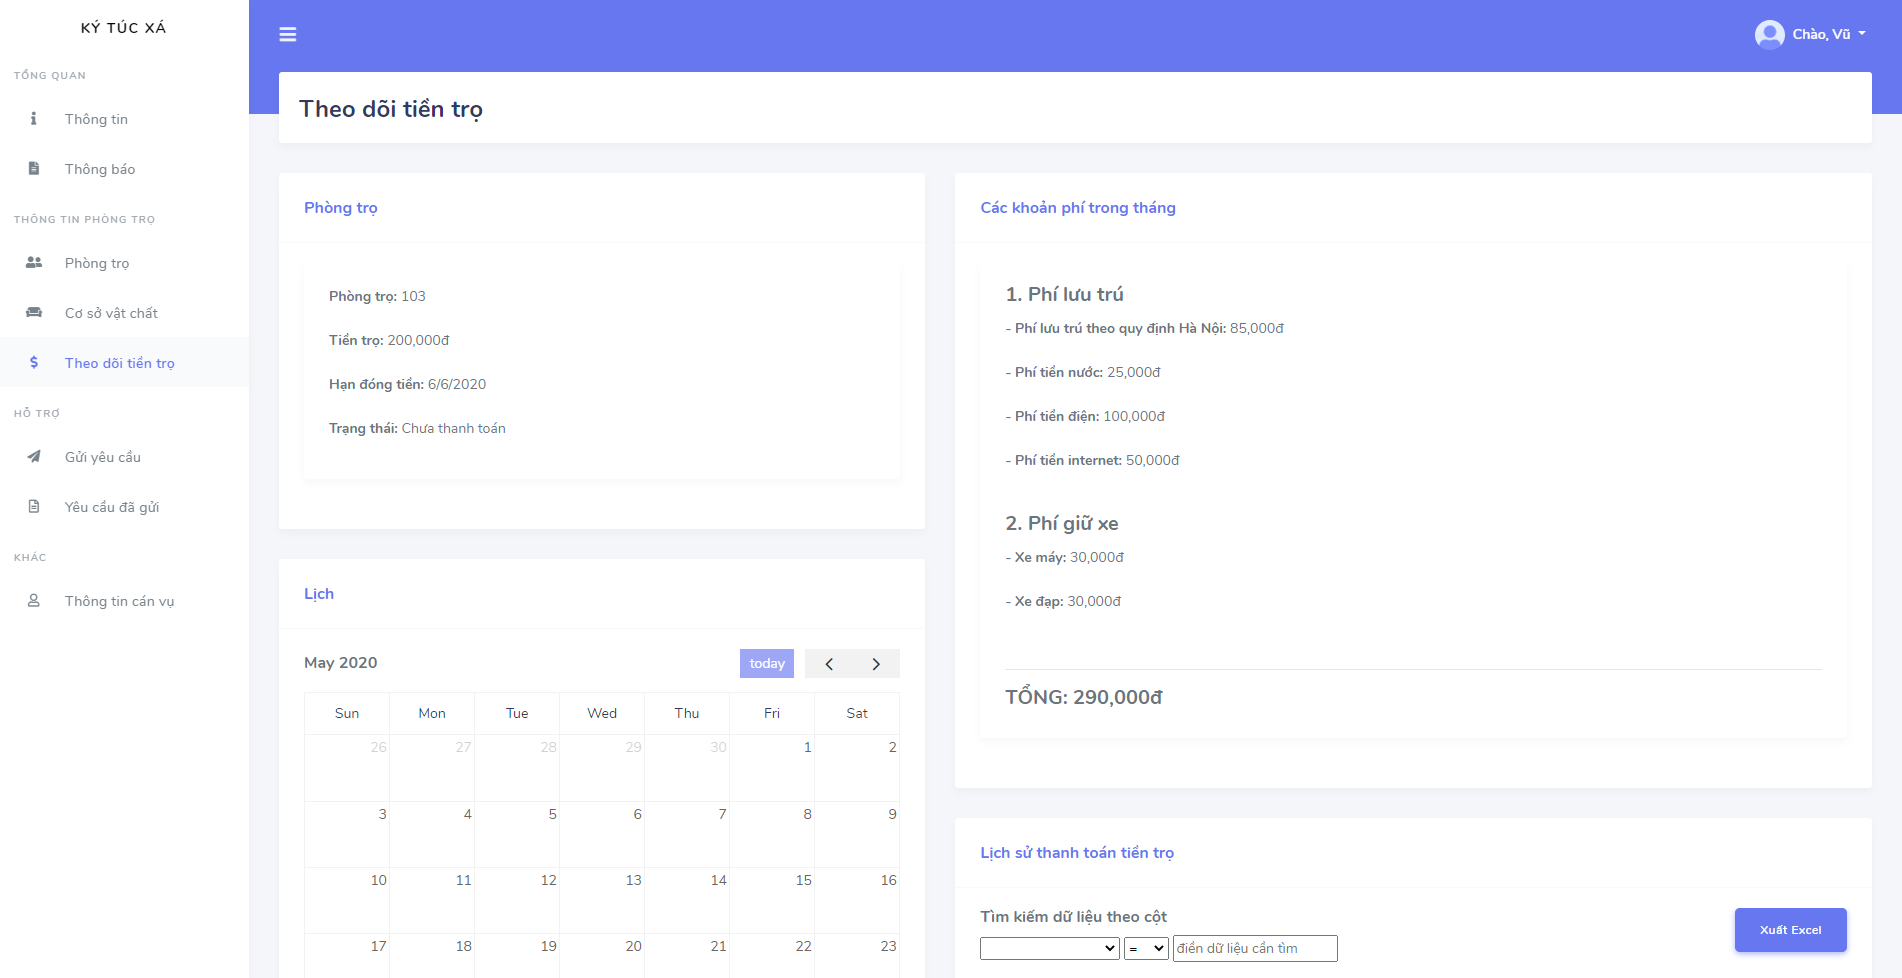 KÝ TÚC XÁ
TỔNG QUAN
Thông tin
Thông báo
THÔNG TIN PHÒNG TRỌ
Phòng trọ
Cơ sở vật chất
Theo dõi tiền trọ
HỖ TRỢ
Gửi yêu cầu
Yêu cầu đã gửi
KHÁC
Thông tin cán vụ
Chào, Vũ
Theo dõi tiền trọ
Phòng trọ
Phòng trọ: 103
Tiền trọ: 200,000đ
Hạn đóng tiền: 6/6/2020
Trạng thái: Chưa thanh toán
Lịch
May 2020
today
Sun Mon Tue Wed Thu Fri Sat
26 27 28 29 30 1 2
3 4 5 6 7 8 9
10 11 12 13 14 15 16
17 18 19 20 21 22 23
Các khoản phí trong tháng
1. Phí lưu trú
- Phí lưu trú theo quy định Hà Nội: 85,000đ
- Phí tiền nước: 25,000đ
- Phí tiền điện: 100,000đ
- Phí tiền internet: 50,000đ
2. Phí giữ xe
- Xe máy: 30,000đ
- Xe đạp: 30,000đ
TỔNG: 290,000đ
Lịch sử thanh toán tiền trọ
Tìm kiếm dữ liệu theo cột
= điền dữ liệu cần tìm
Xuất Excel